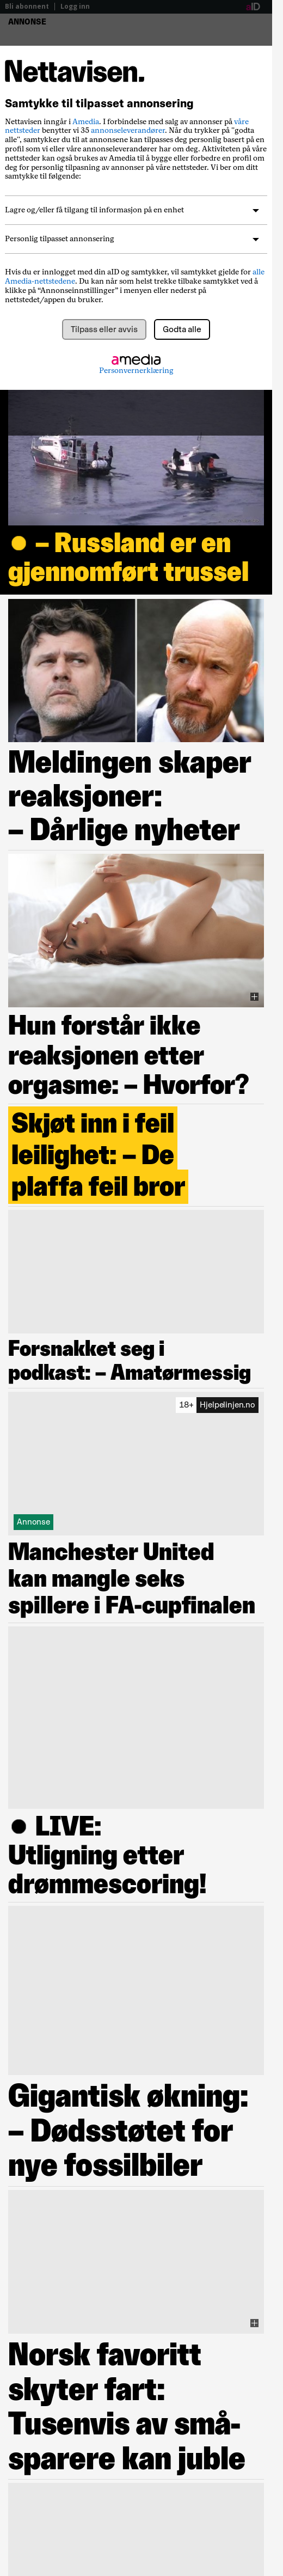 Bli abonnent | Logg inn
aID
ANNONSE
Nettavisen.
Samtykke til tilpasset annonsering
Nettavisen inngår i Amedia. I forbindelse med salg av annonser på våre
nettsteder benytter vi 35 annonseleverandører. Når du trykker på "godta
alle", samtykker du til at annonsene kan tilpasses deg personlig basert på en
profil som vi eller våre annonseleverandører har om deg. Aktiviteten på våre
nettsteder kan også brukes av Amedia til å bygge eller forbedre en profil om
deg for personlig tilpasning av annonser på våre nettsteder. Vi ber om ditt
samtykke til følgende:
Lagre og/eller få tilgang til informasjon på en enhet
Personlig tilpasset annonsering
Hvis du er innlogget med din aID og samtykker, vil samtykket gjelde for alle
Amedia-nettstedene. Du kan når som helst trekke tilbake samtykket ved å
klikke på "Annonseinnstillinger" i menyen eller nederst på
nettstedet/appen du bruker.
Tilpass eller avvis
Godta alle
amedia
Personvernerklæring
● – Russland er en
gjennomført trussel
Meldingen skaper
reaksjoner:
– Dårlige nyheter
Hun forstår ikke
reaksjonen etter
orgasme: – Hvorfor?
Skjøt inn i feil
leilighet: – De
plaffa feil bror
Forsnakket seg i
podkast: – Amatørmessig
18+ Hjelpelinjen.no
Annonse
Manchester United
kan mangle seks
spillere i FA-cupfinalen
● LIVE:
Utligning etter
drømmescoring!
Gigantisk økning:
– Dødsstøtet for
nye fossilbiler
Norsk favoritt
skyter fart:
Tusenvis av små-
sparere kan juble